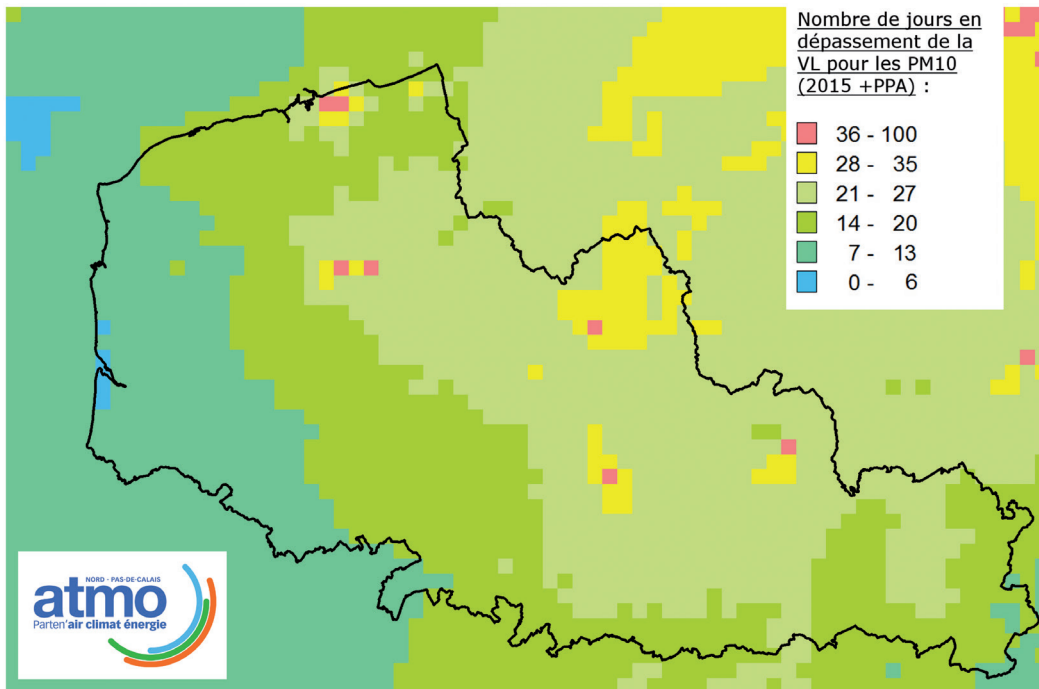 Nombre de jours en
dépassement de la
VL pour les PM10
(2015 +PPA) :
36 - 100
28 - 35
21 - 27
14 - 20
7 - 13
0 - 6
NORD - PAS-DE-CALAIS
atmo
Parten'air climat énergie